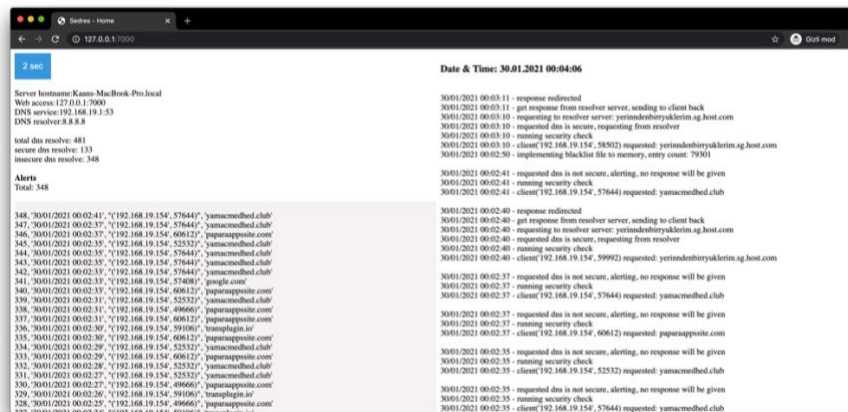 Sedres - Home
127.0.0.1:7000
Gizli mod
2 sec
Server hostname:Kaans-MacBook-Pro.local
Web access:127.0.0.1:7000
DNS service:192.168.19.1:53
DNS resolver:8.8.8.8
total dns resolve: 481
secure dns resolve: 133
insecure dns resolve: 348
Alerts
Total: 348
348, '30/01/2021 00:02:41', "('192.168.19.154', 57644)", 'yamacmedhed.club'
347, '30/01/2021 00:02:37', "('192.168.19.154', 57644)", 'yamacmedhed.club'
346, '30/01/2021 00:02:37', "('192.168.19.154', 60612)", 'paparaappssite.com'
345, '30/01/2021 00:02:35', "('192.168.19.154', 52532)", 'yamacmedhed.club'
344, '30/01/2021 00:02:35', "('192.168.19.154', 57644)", 'yamacmedhed.club'
343, '30/01/2021 00:02:35', "('192.168.19.154', 57644)", 'yamacmedhed.club'
342, '30/01/2021 00:02:33', "('192.168.19.154', 57644)", 'yamacmedhed.club'
341, '30/01/2021 00:02:33', "('192.168.19.154', 57408)", 'google.com'
340, '30/01/2021 00:02:33', "('192.168.19.154', 60612)", 'paparaappssite.com'
339, '30/01/2021 00:02:31', "('192.168.19.154', 52532)", 'yamacmedhed.club'
338, '30/01/2021 00:02:31', "('192.168.19.154', 49666)", 'paparaappssite.com'
337, '30/01/2021 00:02:31', "('192.168.19.154', 60612)", 'paparaappssite.com'
336, '30/01/2021 00:02:30', "('192.168.19.154', 59106)", 'transplugin.io'
335, '30/01/2021 00:02:30', "('192.168.19.154', 60612)", 'paparaappssite.com'
334, '30/01/2021 00:02:29', "('192.168.19.154', 52532)", 'yamacmedhed.club'
333, '30/01/2021 00:02:29', "('192.168.19.154', 60612)", 'paparaappssite.com'
332, '30/01/2021 00:02:28', "('192.168.19.154', 52532)", 'yamacmedhed.club'
331, '30/01/2021 00:02:27', "('192.168.19.154', 52532)", 'yamacmedhed.club'
330, '30/01/2021 00:02:27', "('192.168.19.154', 49666)", 'paparaappssite.com'
329, '30/01/2021 00:02:26', "('192.168.19.154', 59106)", 'transplugin.io'
328, '30/01/2021 00:02:25', "('192.168.19.154', 49666)", 'paparaappssite.com'
Date & Time: 30.01.2021 00:04:06
30/01/2021 00:03:11 - response redirected
30/01/2021 00:03:11 - get response from resolver server, sending to client back
30/01/2021 00:03:10 - requesting to resolver server: yerinndenbirryuklerim.sg.host.com
30/01/2021 00:03:10 - requested dns is secure, requesting from resolver
30/01/2021 00:03:10 - running security check
30/01/2021 00:03:10 - client('192.168.19.154', 58502) requested: yerinndenbirryuklerim.sg.host.com
30/01/2021 00:02:50 - implementing blacklist file to memory, entry count: 79301
30/01/2021 00:02:41 - requested dns is not secure, alerting, no response will be given
30/01/2021 00:02:41 - running security check
30/01/2021 00:02:41 - client('192.168.19.154', 57644) requested: yamacmedhed.club
30/01/2021 00:02:40 - response redirected
30/01/2021 00:02:40 - get response from resolver server, sending to client back
30/01/2021 00:02:40 - requesting to resolver server: yerinndenbirryuklerim.sg.host.com
30/01/2021 00:02:40 - requested dns is secure, requesting from resolver
30/01/2021 00:02:40 - running security check
30/01/2021 00:02:40 - client('192.168.19.154', 59992) requested: yerinndenbirryuklerim.sg.host.com
30/01/2021 00:02:37 - requested dns is not secure, alerting, no response will be given
30/01/2021 00:02:37 - running security check
30/01/2021 00:02:37 - client('192.168.19.154', 57644) requested: yamacmedhed.club
30/01/2021 00:02:37 - requested dns is not secure, alerting, no response will be given
30/01/2021 00:02:37 - running security check
30/01/2021 00:02:37 - client('192.168.19.154', 60612) requested: paparaappssite.com
30/01/2021 00:02:35 - requested dns is not secure, alerting, no response will be given
30/01/2021 00:02:35 - running security check
30/01/2021 00:02:35 - client('192.168.19.154', 52532) requested: yamacmedhed.club
30/01/2021 00:02:35 - requested dns is not secure, alerting, no response will be given
30/01/2021 00:02:35 - running security check
30/01/2021 00:02:35 - client('192.168.19.154', 57644) requested: yamacmedhed.club